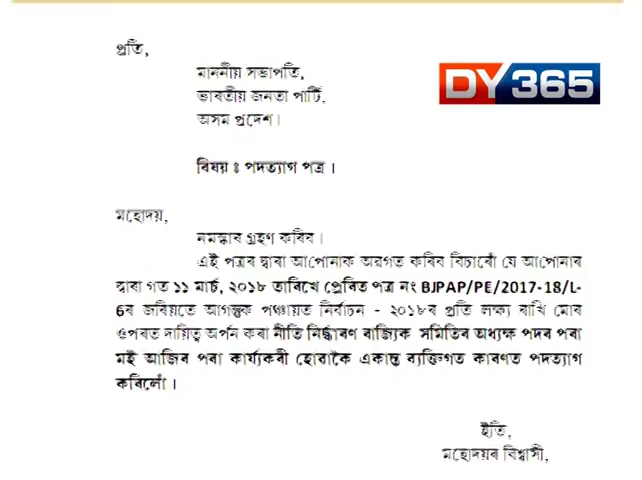 প্ৰতি,
DY365
মাননীয় সভাপতি,
ভাৰতীয় জনতা পাৰ্টি,
অসম প্ৰদেশ।
বিষয় ঃ পদত্যাগ পত্ৰ ।
মহোদয়,
নমস্কাৰ গ্ৰহণ কৰিব।
এই পত্ৰৰ দ্বাৰা আপোনাক অৱগত কৰিব বিচাৰোঁ যে আপোনাৰ
দ্বাৰা গত ১১ মাৰ্চ, ২০১৮ তাৰিখে প্ৰেৰিত পত্ৰ নং BJPAP/PE/2017-18/L-
6ৰ জৰিয়তে আগন্তুক পঞ্চায়ত নিৰ্বাচন - ২০১৮ৰ প্ৰতি লক্ষ্য ৰাখি মোৰ
ওপৰত দায়িত্ব অৰ্পন কৰা নীতি নিৰ্দ্ধাৰণ ৰাজ্যিক সমিতিৰ অধ্যক্ষ পদৰ পৰা
মই আজিৰ পৰা কাৰ্য্যকৰী হোৱাকৈ একান্ত ব্যক্তিগত কাৰণত পদত্যাগ
কৰিলোঁ ।
ইতি,
মহোদয়ৰ বিশ্বাসী,